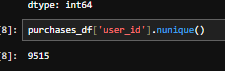 dtype: int64
[8]: purchases_df['user_id'].nunique()
[8]: 9515